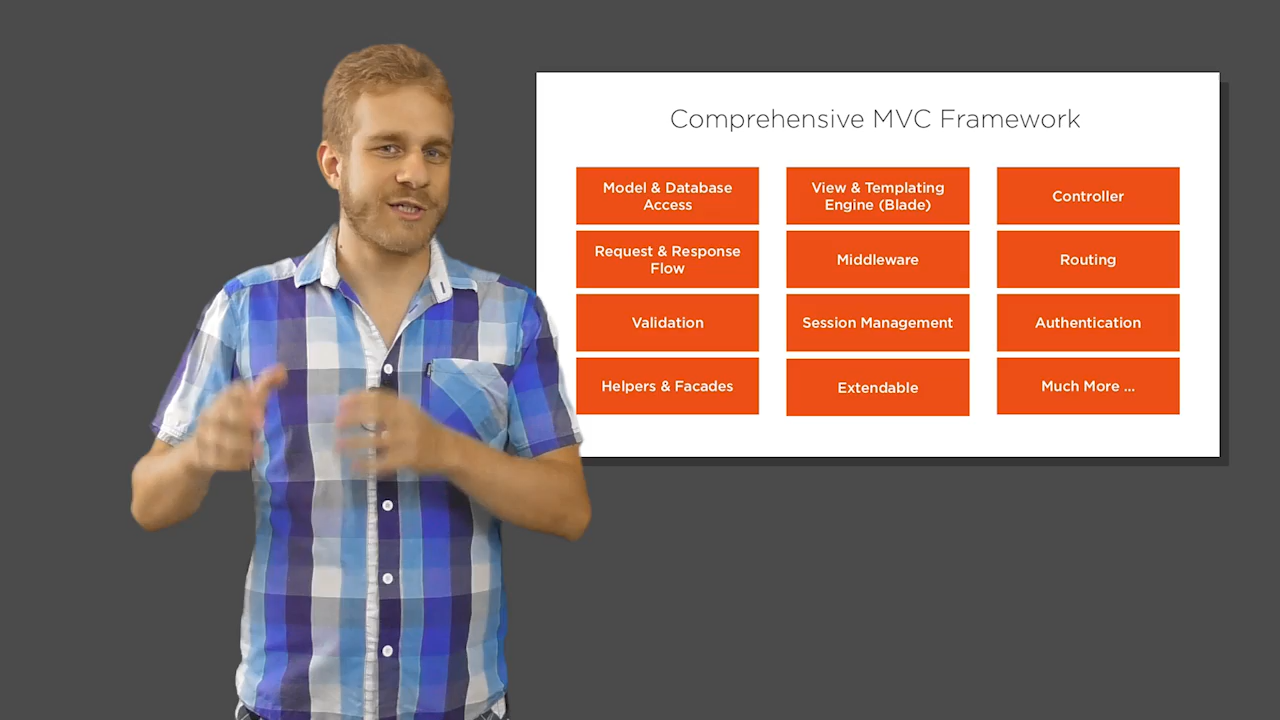 Comprehensive MVC Framework
Model & Database
Access
View & Templating
Engine (Blade)
Controller
Request & Response
Flow
Middleware
Routing
Validation
Session Management
Authentication
Helpers & Facades
Extendable
Much More ...